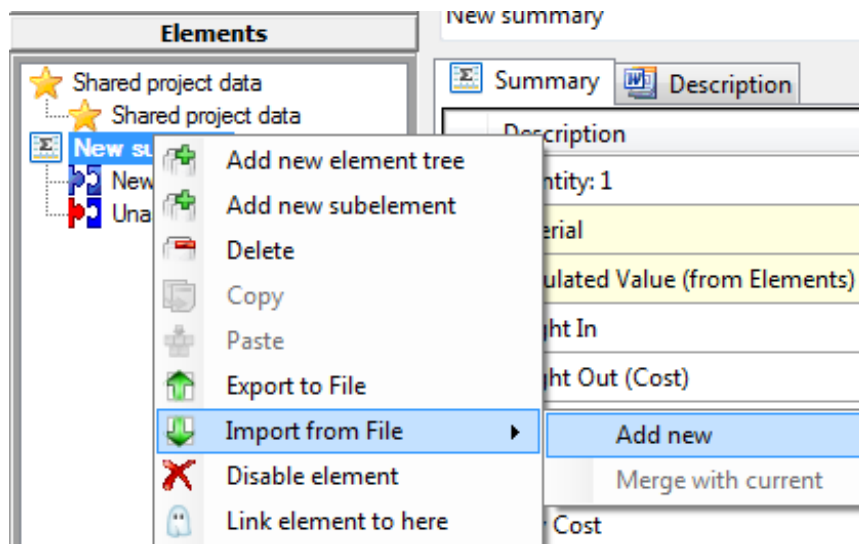 Elements
New summary
Shared project data
Shared project data
New su
New
Una
Add new element tree
Add new subelement
Delete
Copy
Paste
Export to File
Import from File
Disable element
Link element to here
Add new
Merge with current
Summary
Description
Description
ntity: 1
erial
ulated Value (from Elements)
ght In
ght Out (Cost)
Cost